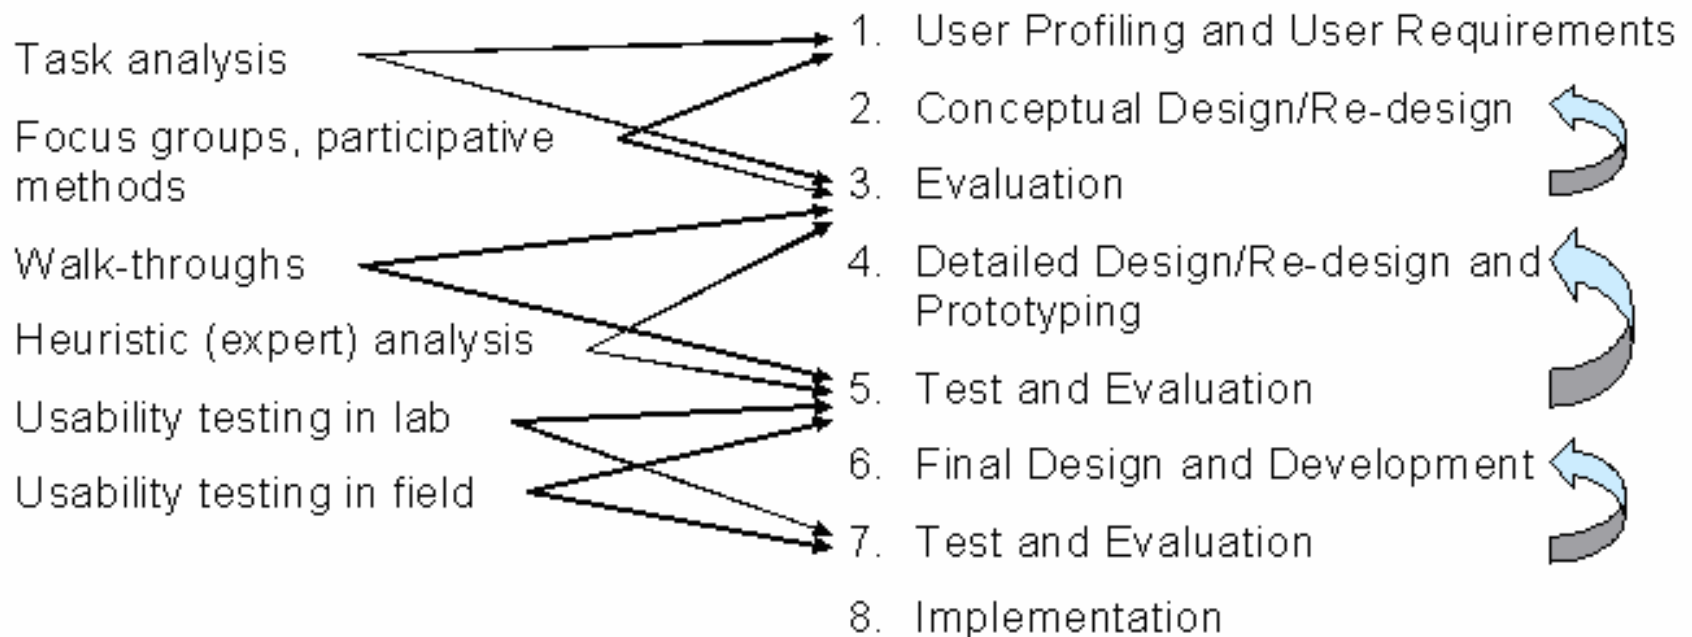 Task analysis
Focus groups, participative
methods
Walk-throughs
Heuristic (expert) analysis
Usability testing in lab
Usability testing in field
1. User Profiling and User Requirements
2. Conceptual Design/Re-design
3. Evaluation
4. Detailed Design/Re-design and
Prototyping
5. Test and Evaluation
6. Final Design and Development
7. Test and Evaluation
8. Implementation